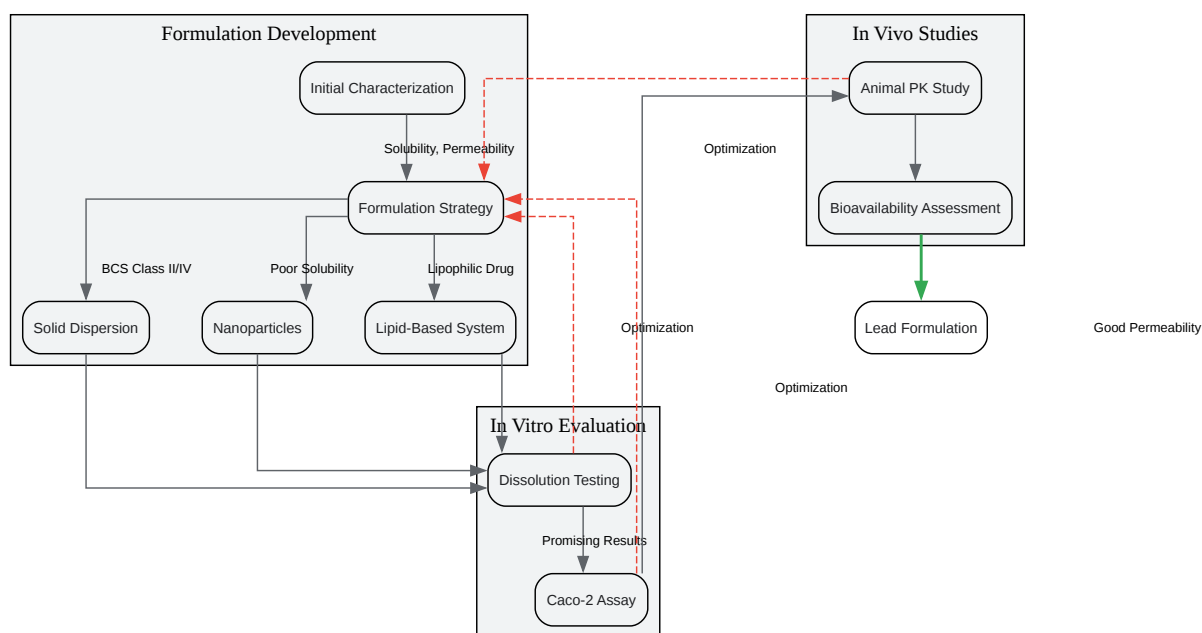 Formulation Development
In Vivo Studies
Initial Characterization
Animal PK Study
Solubility, Permeability
Optimization
Formulation Strategy
Bioavailability Assessment
BCS Class II/IV
Poor Solubility
Lipophilic Drug
Solid Dispersion
Nanoparticles
Lipid-Based System
Optimization
Lead Formulation
Good Permeability
Optimization
In Vitro Evaluation
Dissolution Testing
Promising Results
Caco-2 Assay